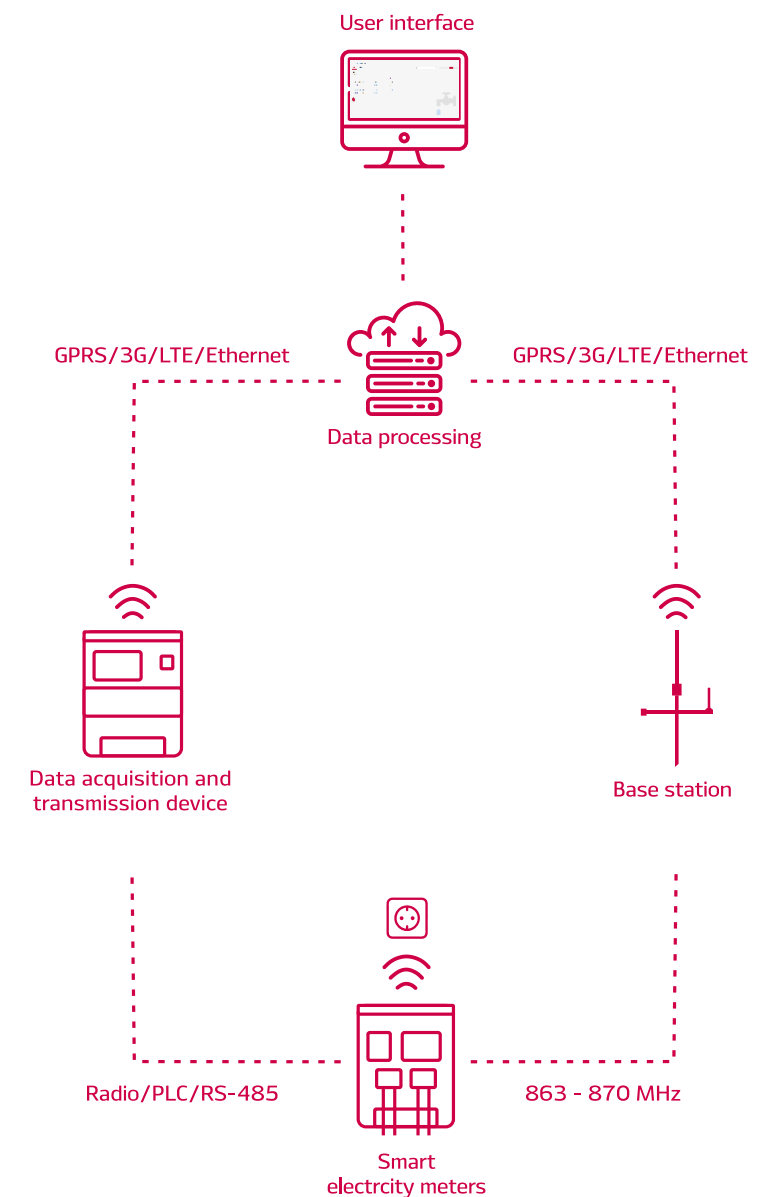 User interface
GPRS/3G/LTE/Ethernet
GPRS/3G/LTE/Ethernet
Data processing
Data acquisition and
transmission device
Base station
Radio/PLC/RS-485
863 - 870 MHz
Smart
electrcity meters